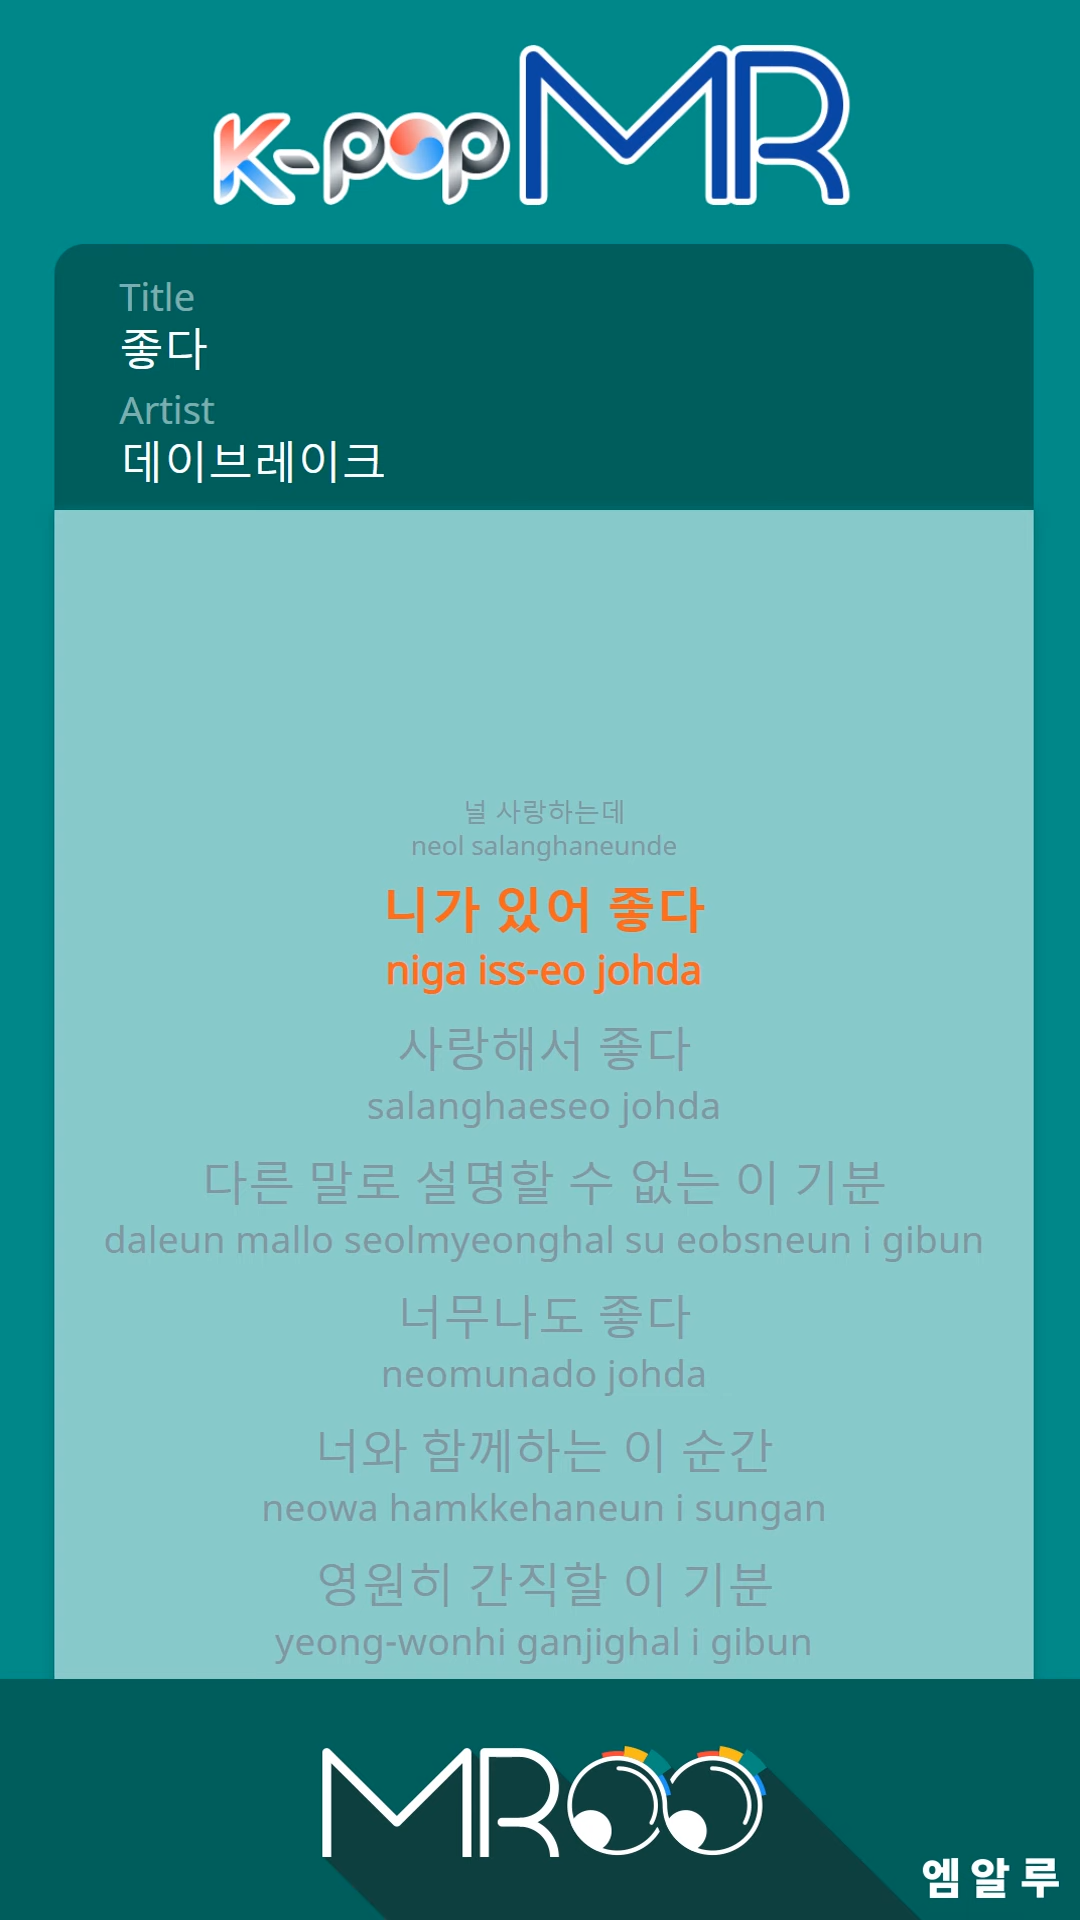 K-pop MR
Title
좋다
Artist
데이브레이크
널 사랑하는데
neol salanghaneunde
니가 있어 좋다
niga iss-eo johda
사랑해서 좋다
salanghaeseo johda
다른 말로 설명할 수 없는 이 기분
daleun mallo seolmyeonghal su eobsneun i gibun
너무나도 좋다
neomunado johda
너와 함께하는 이 순간
neowa hamkkehaneun i sungan
영원히 간직할 이 기분
yeong-wonhi ganjighal i gibun
MROO
엠알루